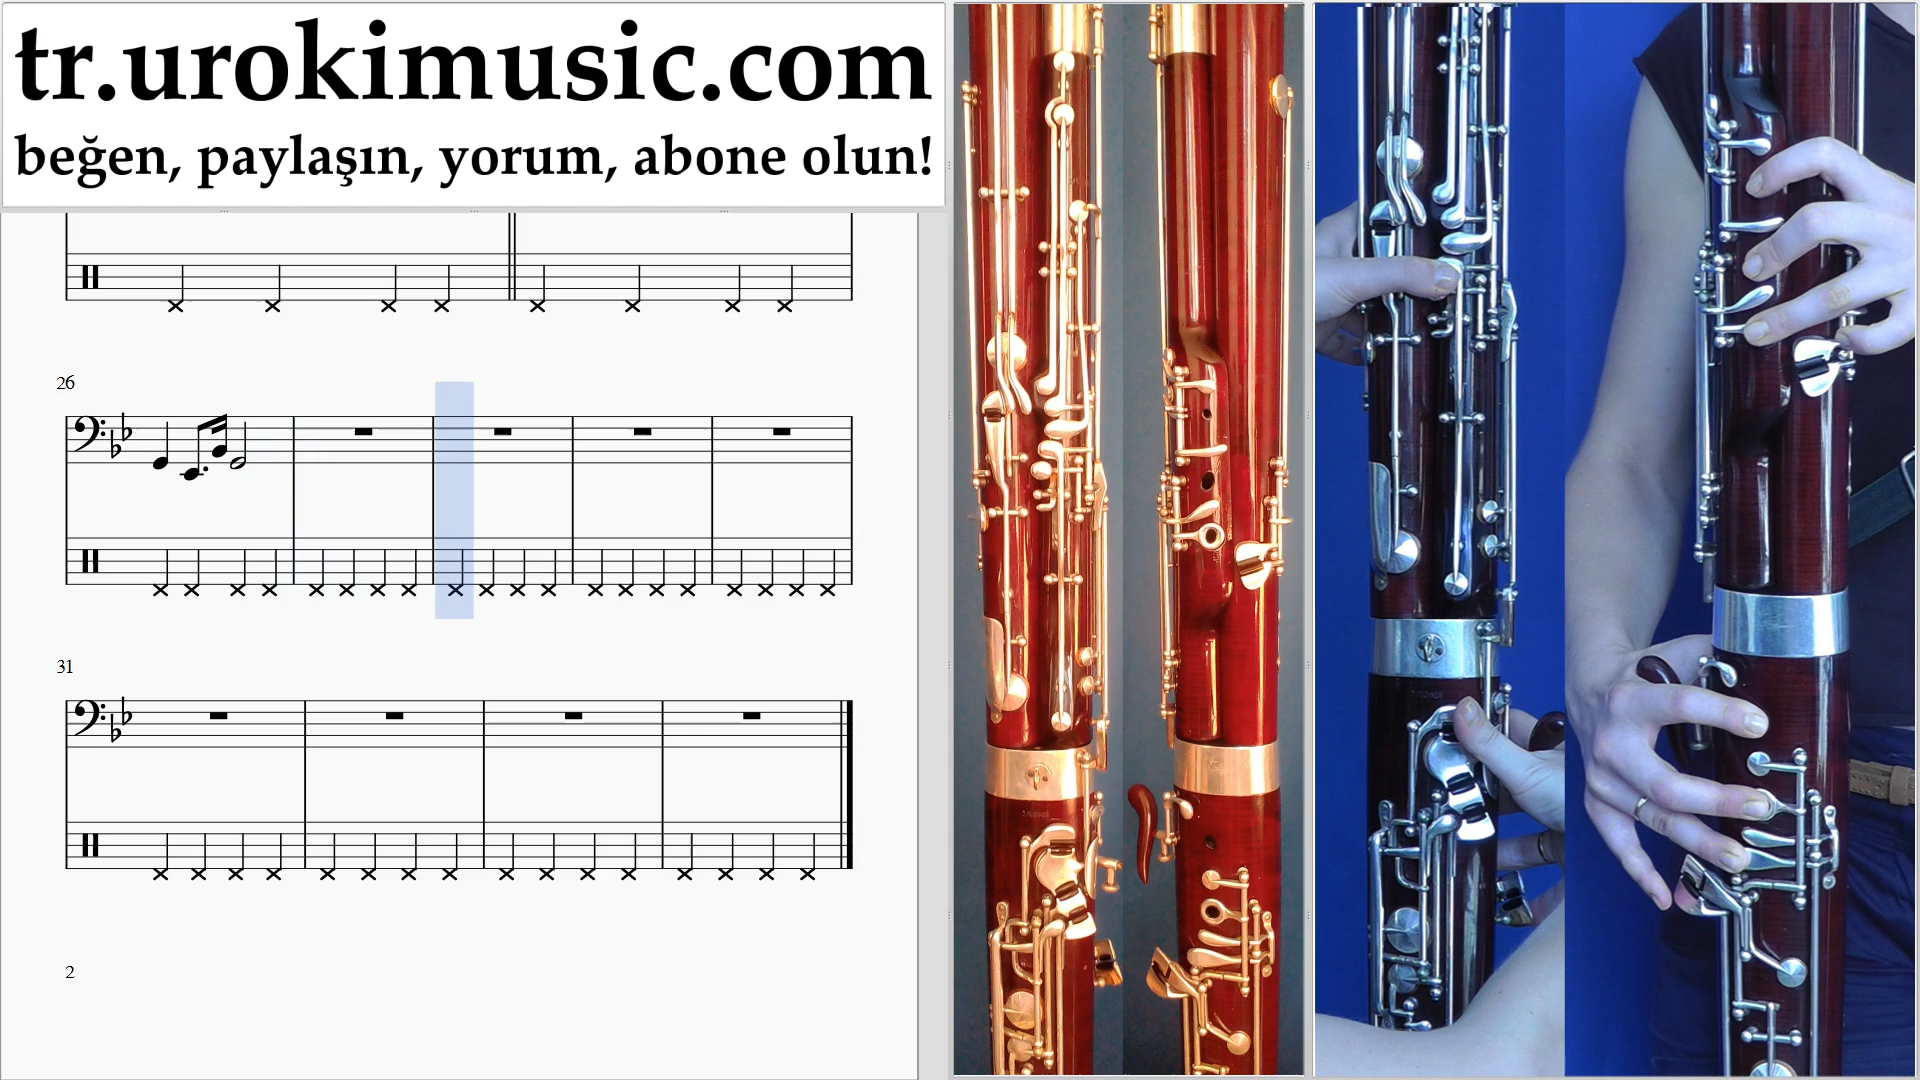 tr.urokimusic.com
beğen, paylaşın, yorum, abone olun!
26
31
2